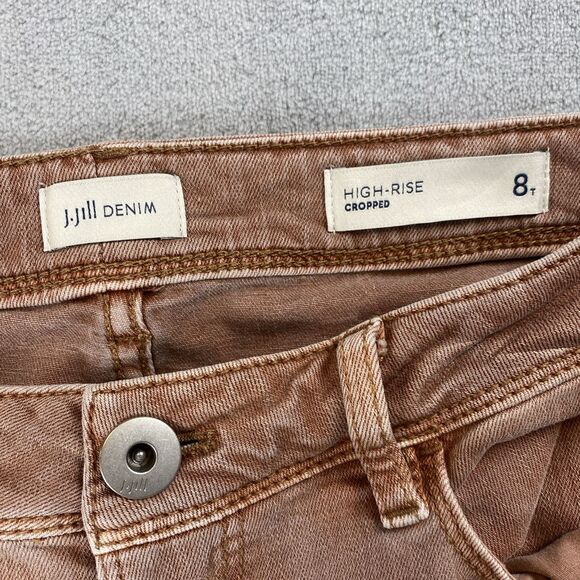 J.Jill DENIM
HIGH-RISE
CROPPED
8T
J.Jill